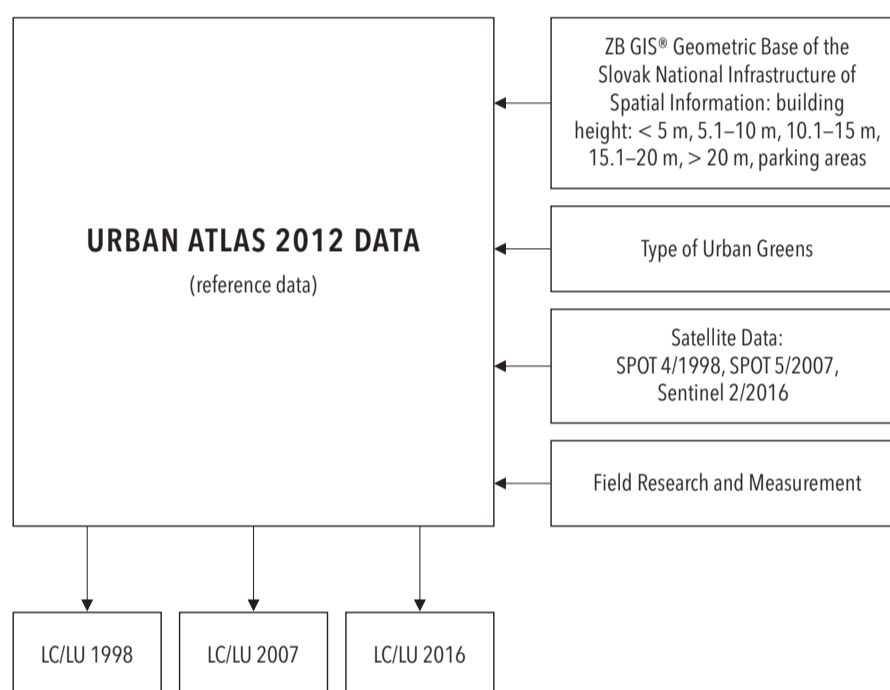 URBAN ATLAS 2012 DATA
(reference data)
ZB GIS® Geometric Base of the
Slovak National Infrastructure of
Spatial Information: building
height: < 5 m, 5.1–10 m, 10.1–15 m,
15.1–20 m, > 20 m, parking areas
Type of Urban Greens
Satellite Data:
SPOT 4/1998, SPOT 5/2007,
Sentinel 2/2016
Field Research and Measurement
LC/LU 1998
LC/LU 2007
LC/LU 2016